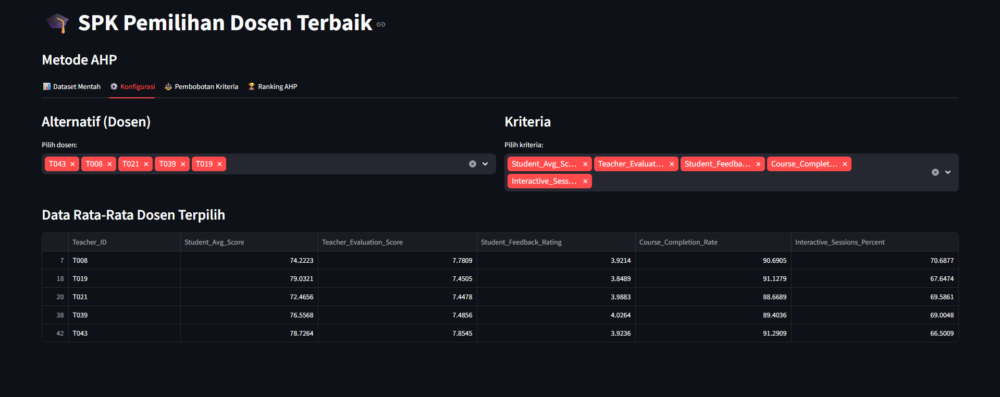 SPK Pemilihan Dosen Terbaik
Metode AHP
Dataset Mentah Konfigurasi Pembobotan Kriteria Ranking AHP
Alternatif (Dosen)
Pilih dosen:
T043 × T008 × T021 × T039 × T019 ×
Kriteria
Pilih kriteria:
Student_Avg_Sc... × Teacher_Evaluat... × Student_Feedba... × Course_Complet... ×
Interactive_Sess... ×
Data Rata-Rata Dosen Terpilih
Teacher_ID Student_Avg_Score Teacher_Evaluation_Score Student_Feedback_Rating Course_Completion_Rate Interactive_Sessions_Percent
7 T008 74.2223 7.7809 3.9214 90.6905 70.6877
18 T019 79.0321 7.4505 3.8489 91.1279 67.6474
20 T021 72.4656 7.4478 3.9883 88.6689 69.5861
38 T039 76.5568 7.4856 4.0264 89.4036 69.0048
42 T043 78.7264 7.8545 3.9236 91.2909 66.5009